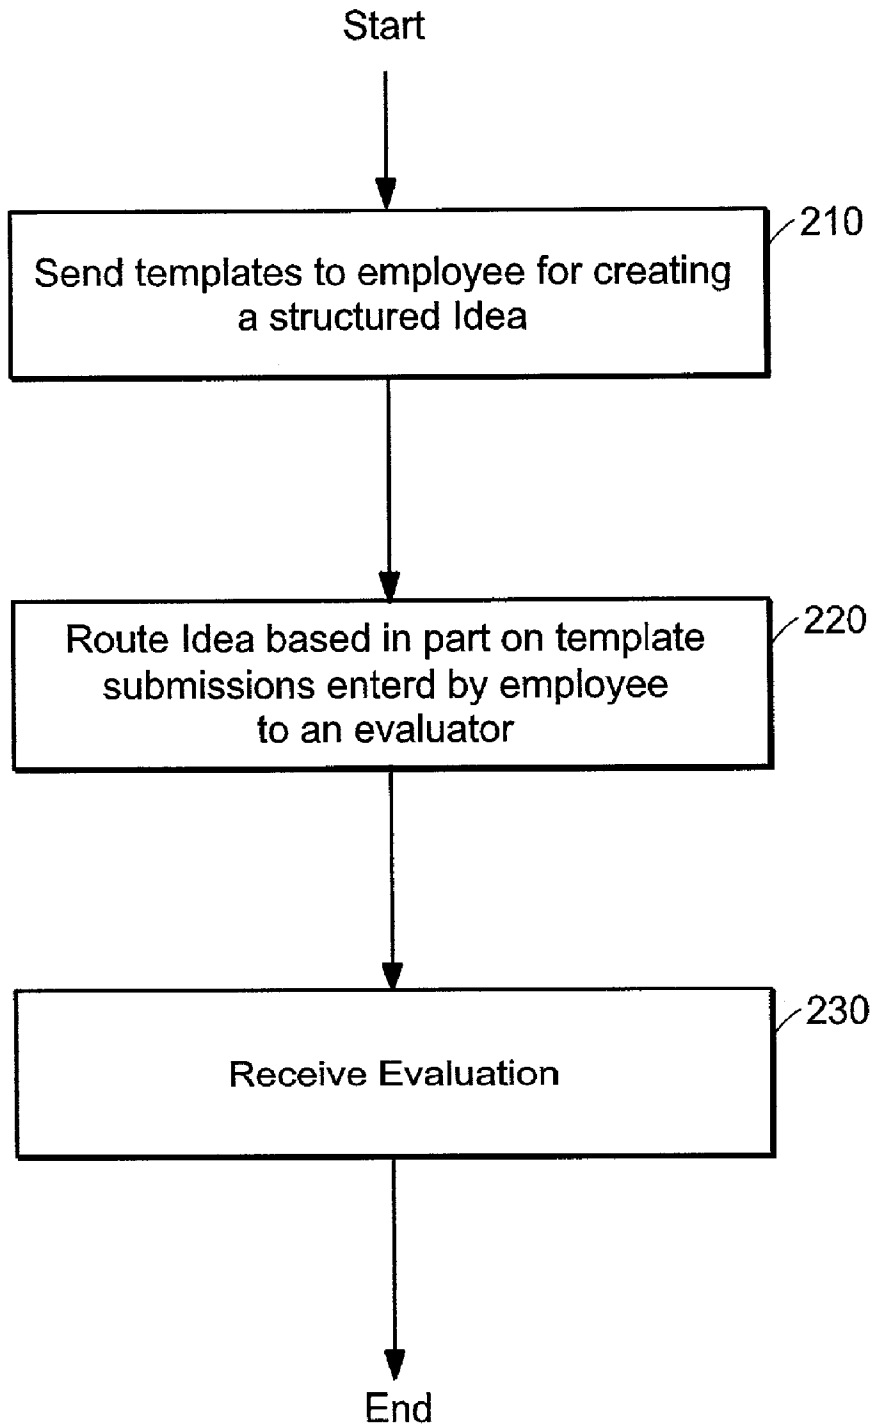 Start
210
Send templates to employee for creating
a structured Idea
220
Route Idea based in part on template
submissions enterd by employee
to an evaluator
230
Receive Evaluation
End